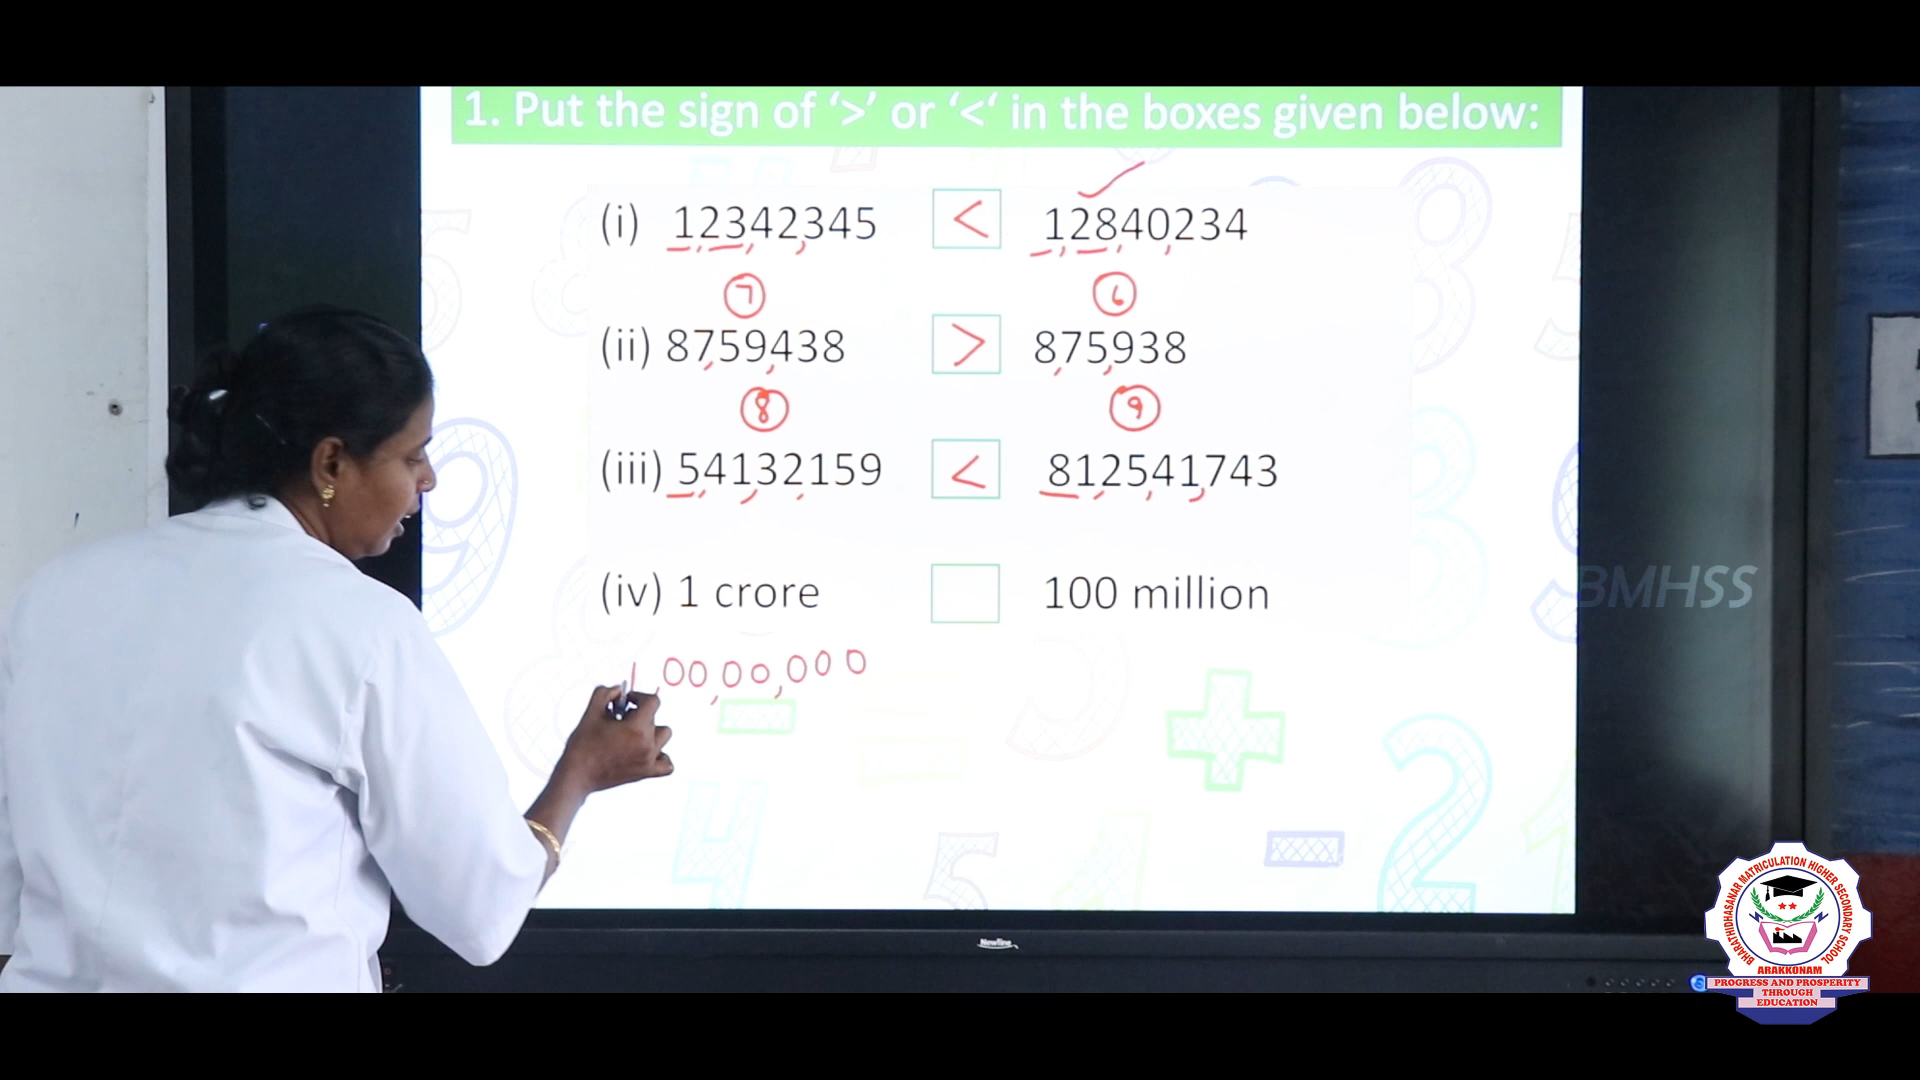 1. Put the sign of ‘>’ or ‘<‘ in the boxes given below:
(i) 12342345 < 12840234
7 6
(ii) 8759438 > 875938
8 9
(iii) 54132159 < 812541743
(iv) 1 crore 100 million
1,00,00,000
BMHSS
Newline
BHARATHIDHASANAR MATRICULATION HIGHER SECONDARY SCHOOL
ARAKKONAM
PROGRESS AND PROSPERITY
THROUGH
EDUCATION